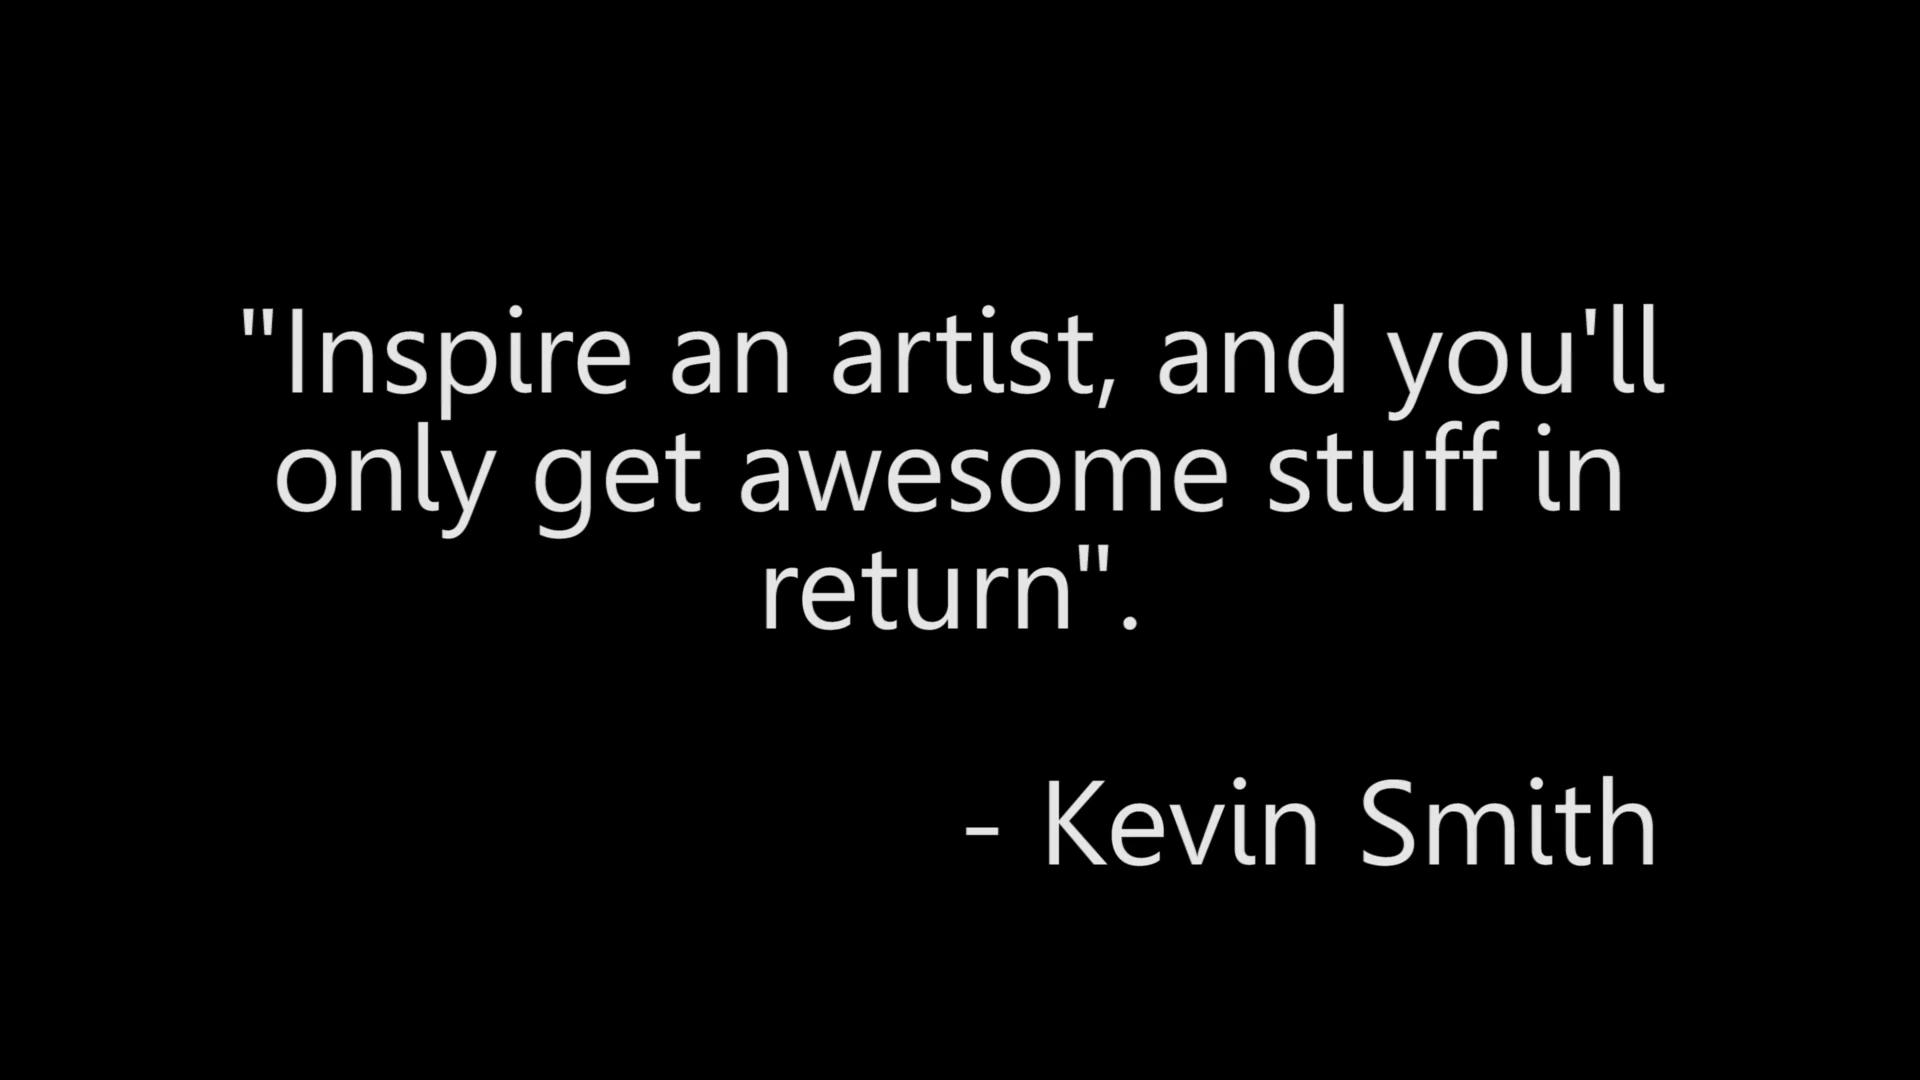 "Inspire an artist, and you'll
only get awesome stuff in
return".
- Kevin Smith